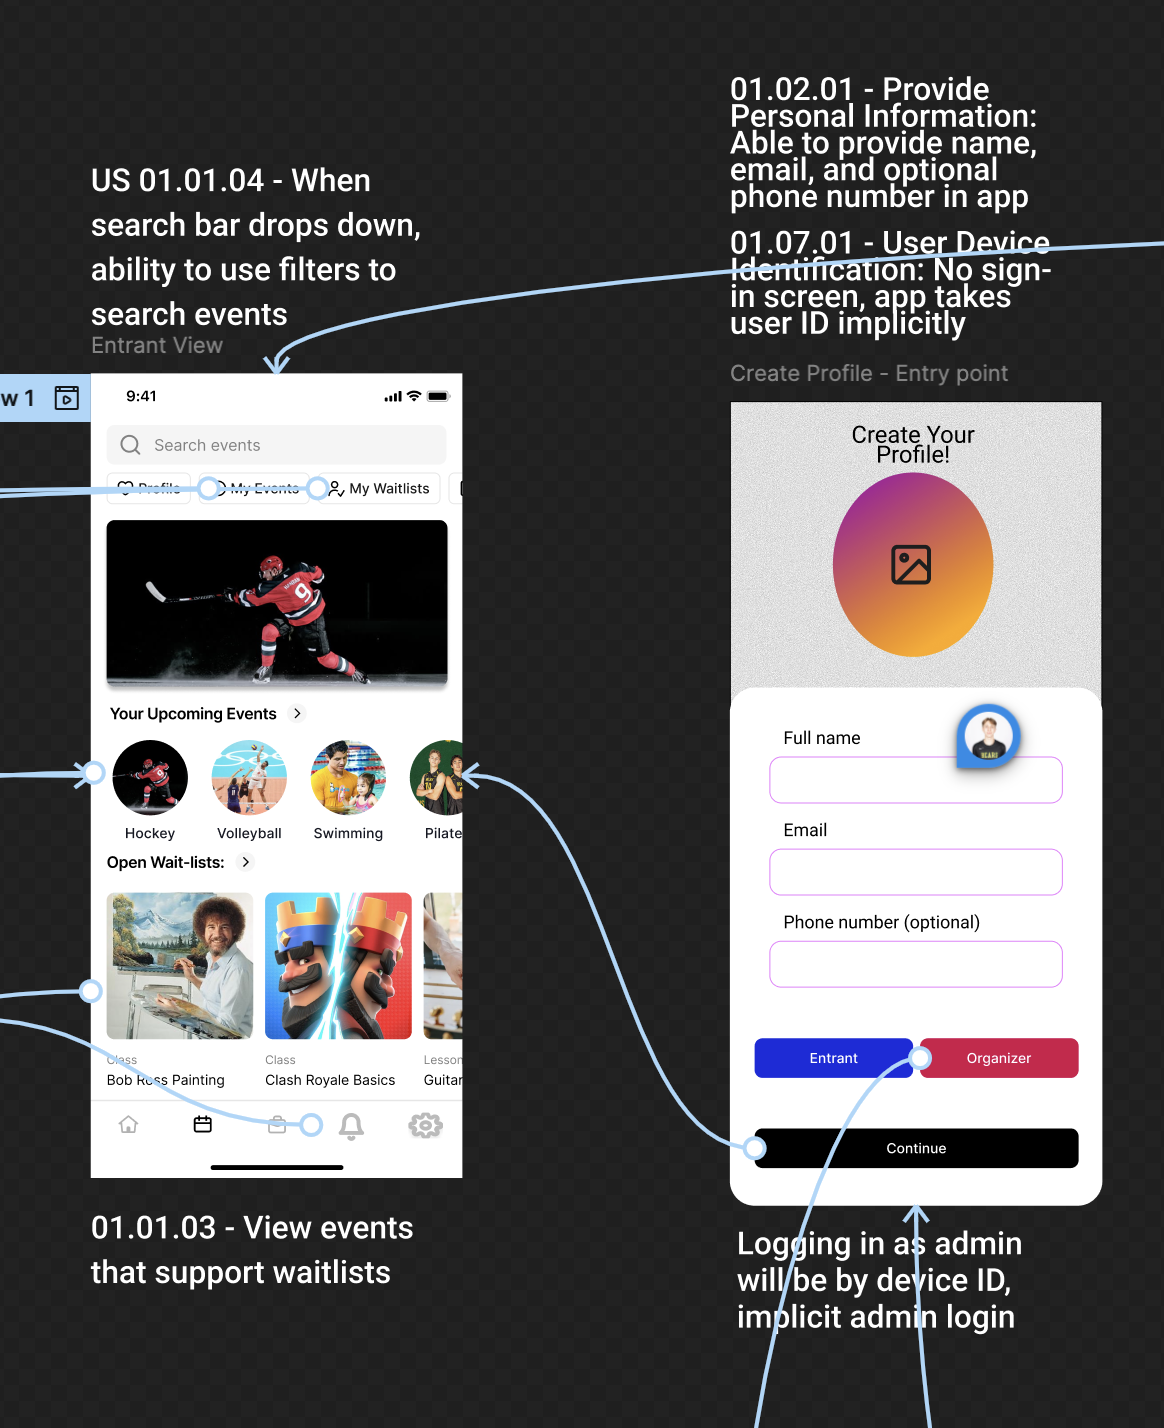 01.02.01 - Provide
Personal Information:
Able to provide name,
email, and optional
phone number in app
01.07.01 - User Device
Identification: No sign-
in screen, app takes
user ID implicitly
US 01.01.04 - When
search bar drops down,
ability to use filters to
search events
Entrant View
w 1
9:41
Search events
Profile
My Events
My Waitlists
9
Your Upcoming Events
Hockey
Volleyball
Swimming
Pilate
Open Wait-lists:
Class
Bob Ross Painting
Class
Clash Royale Basics
Lesson
Guitar
01.01.03 - View events
that support waitlists
Create Profile - Entry point
Create Your
Profile!
Full name
Email
Phone number (optional)
Entrant
Organizer
Continue
Logging in as admin
will be by device ID,
implicit admin login